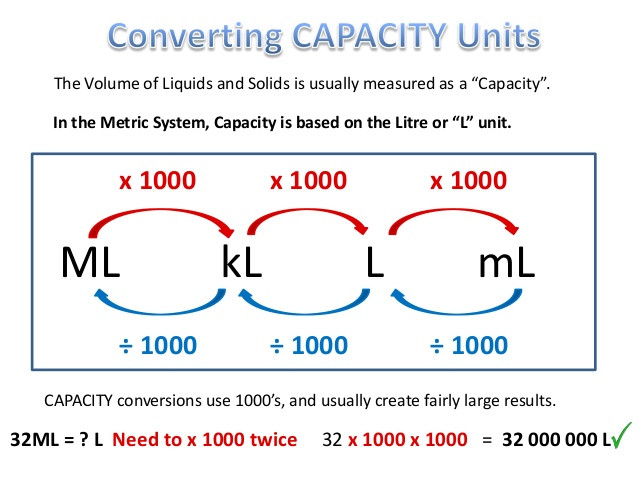 Converting CAPACITY Units
The Volume of Liquids and Solids is usually measured as a “Capacity”.
In the Metric System, Capacity is based on the Litre or “L” unit.
x 1000 x 1000 x 1000
ML kL L mL
÷ 1000 ÷ 1000 ÷ 1000
CAPACITY conversions use 1000’s, and usually create fairly large results.
32ML = ? L Need to x 1000 twice 32 x 1000 x 1000 = 32 000 000 L